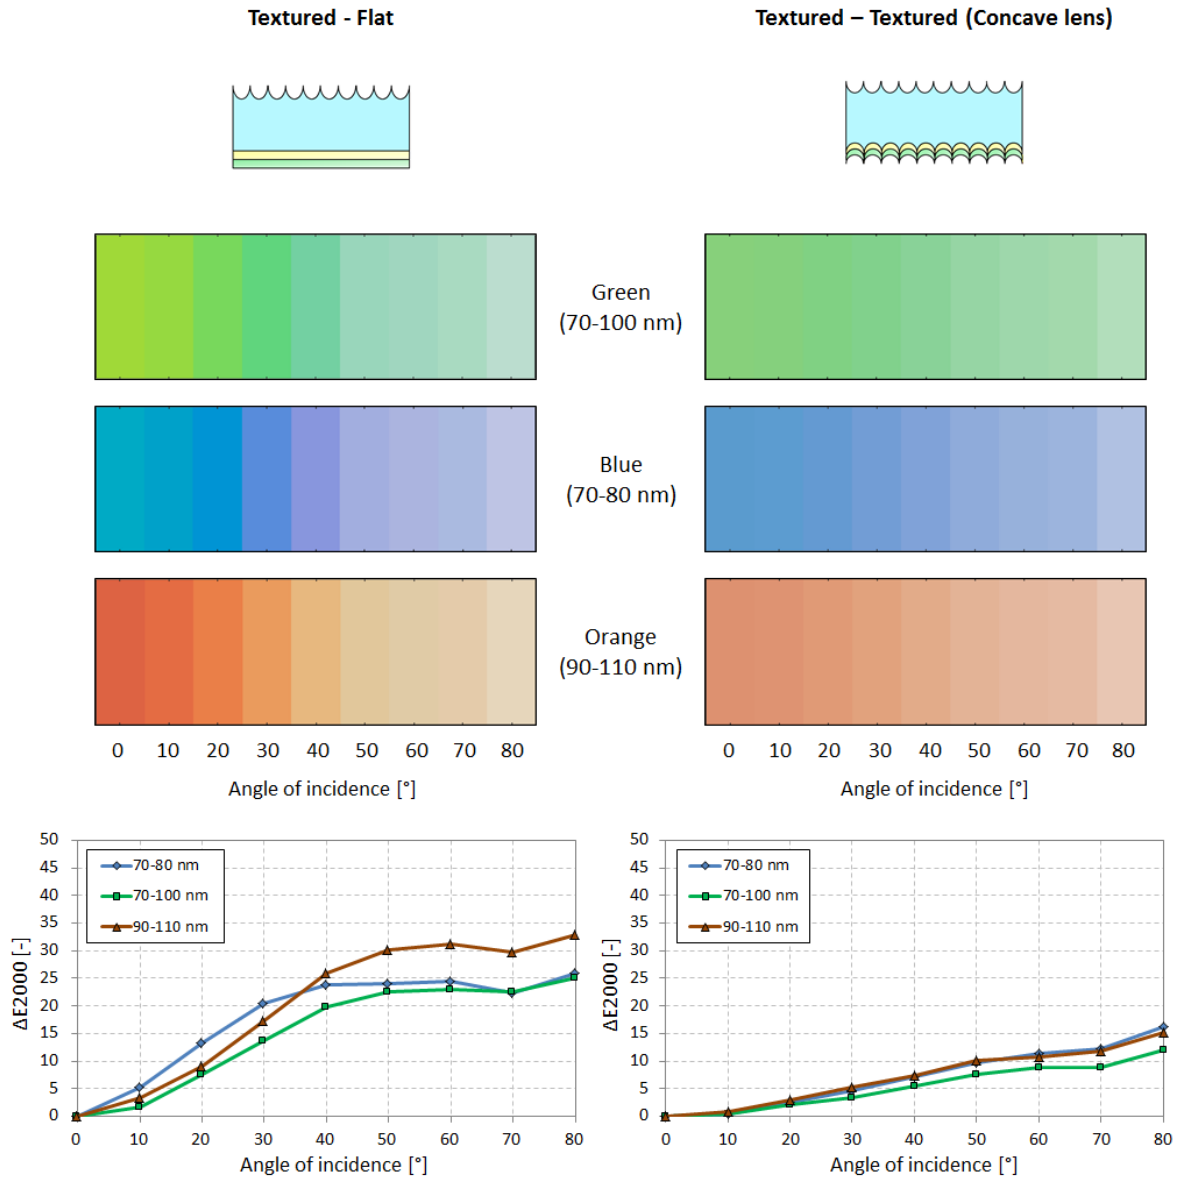 Textured - Flat
Textured – Textured (Concave lens)
Green
(70-100 nm)
Blue
(70-80 nm)
Orange
(90-110 nm)
0 10 20 30 40 50 60 70 80
Angle of incidence [°]
0 10 20 30 40 50 60 70 80
Angle of incidence [°]
50
45
40
35
30
25
20
15
10
5
0
ΔE2000 [-]
70-80 nm
70-100 nm
90-110 nm
0 10 20 30 40 50 60 70 80
Angle of incidence [°]
50
45
40
35
30
25
20
15
10
5
0
ΔE2000 [-]
70-80 nm
70-100 nm
90-110 nm
0 10 20 30 40 50 60 70 80
Angle of incidence [°]